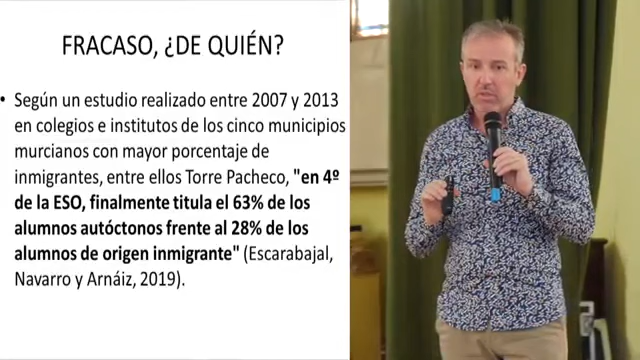 FRACASO, ¿DE QUIÉN?
• Según un estudio realizado entre 2007 y 2013
en colegios e institutos de los cinco municipios
murcianos con mayor porcentaje de
inmigrantes, entre ellos Torre Pacheco, "en 4º
de la ESO, finalmente titula el 63% de los
alumnos autóctonos frente al 28% de los
alumnos de origen inmigrante" (Escarabajal,
Navarro y Arnáiz, 2019).